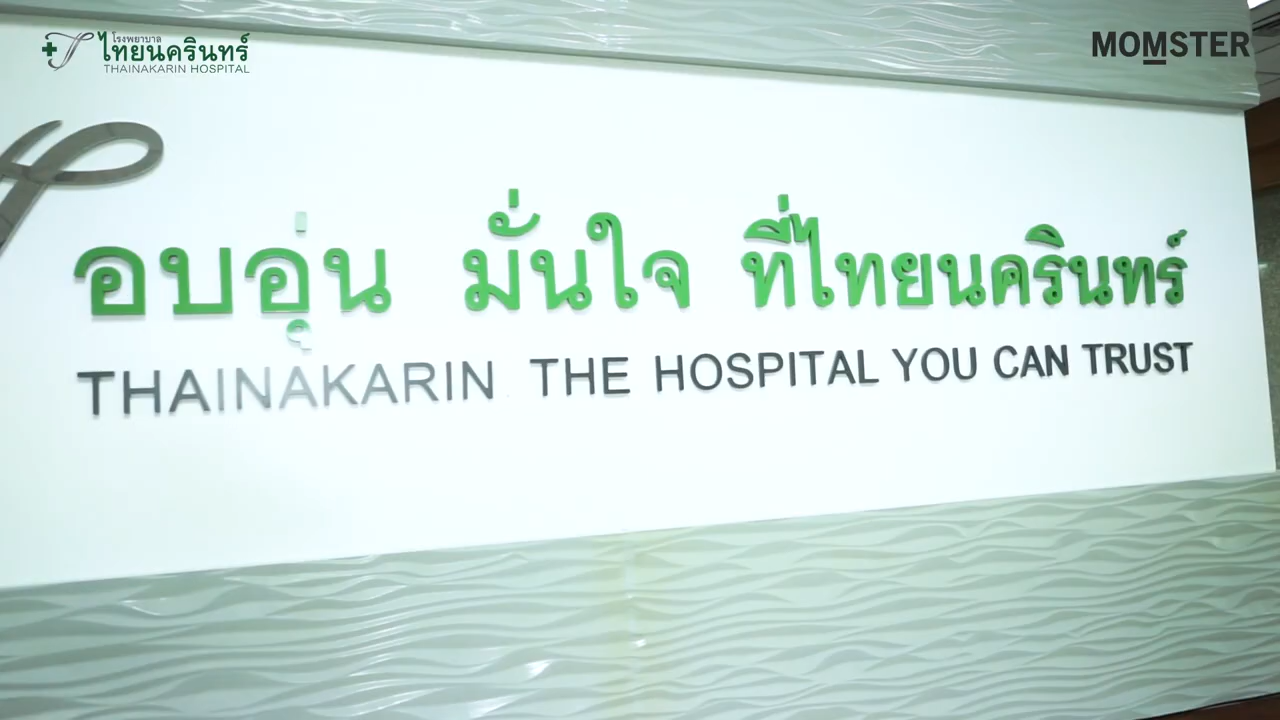 โรงพยาบาล
ไทยนครินทร์
THAINAKARIN HOSPITAL
MOMSTER
อบอุ่น มั่นใจ ที่ไทยนครินทร์
THAINAKARIN THE HOSPITAL YOU CAN TRUST